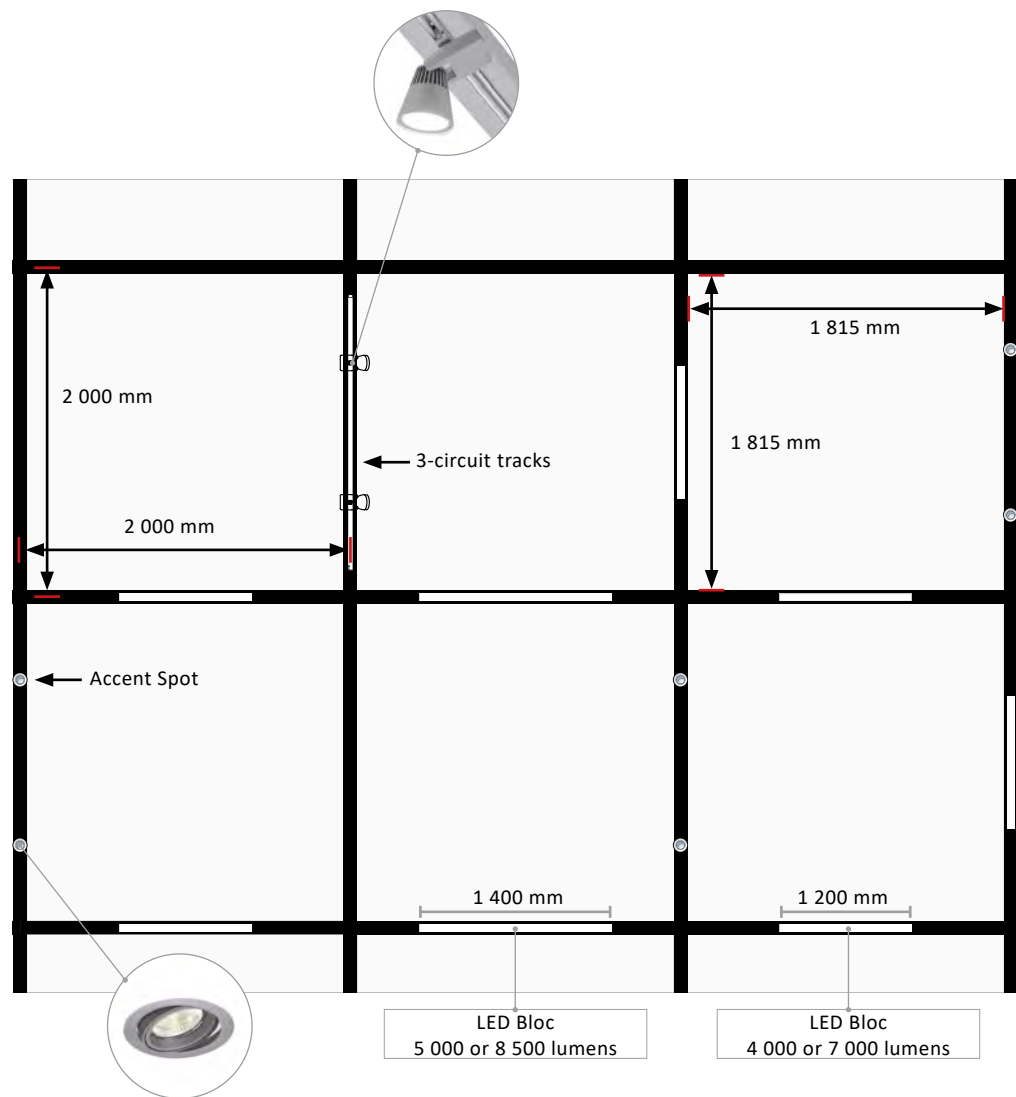 1 815 mm
2 000 mm
1 815 mm
3-circuit tracks
2 000 mm
Accent Spot
1 400 mm
1 200 mm
LED Bloc
5 000 or 8 500 lumens
LED Bloc
4 000 or 7 000 lumens